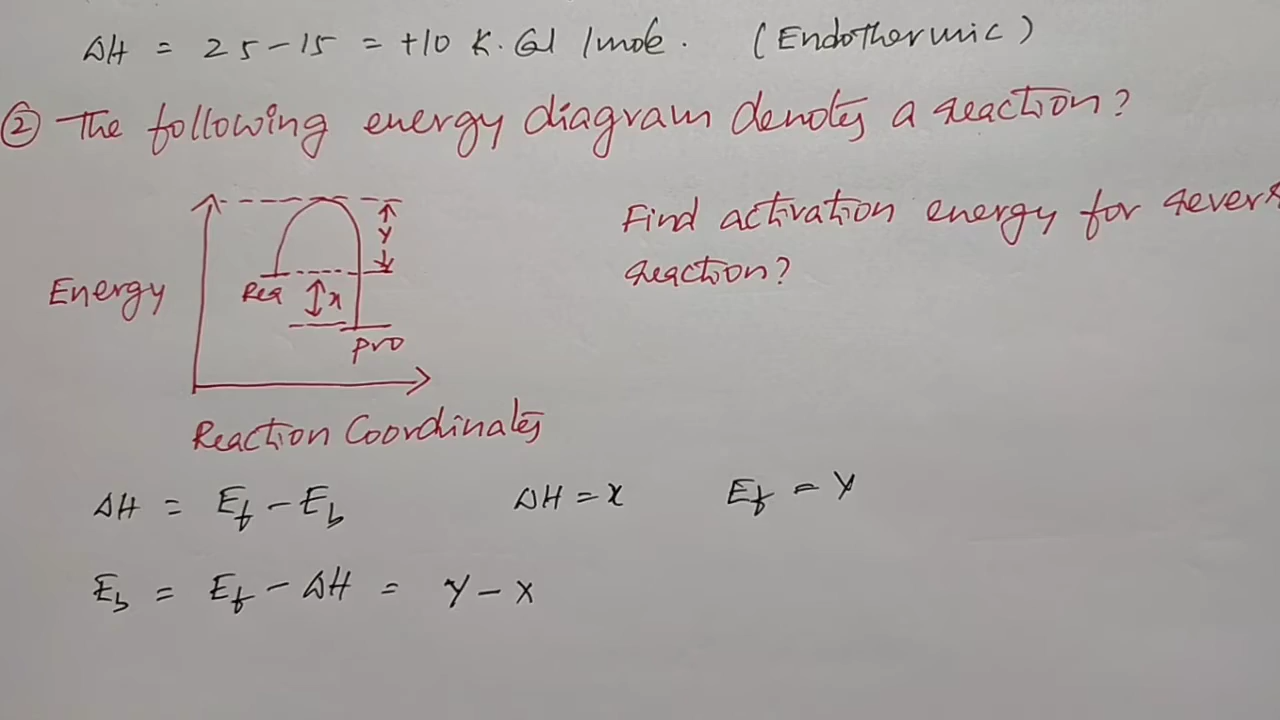 ΔH = 25-15 = +10 K.Cal /mole. (Endothermic)
② The following energy diagram denotes a reaction?
Find activation energy for revers
reaction?
Energy
y
Rea
x
pro
Reaction Coordinates
ΔH = Ef - Eb ΔH = x Ef = y
Eb = Ef - ΔH = y - x